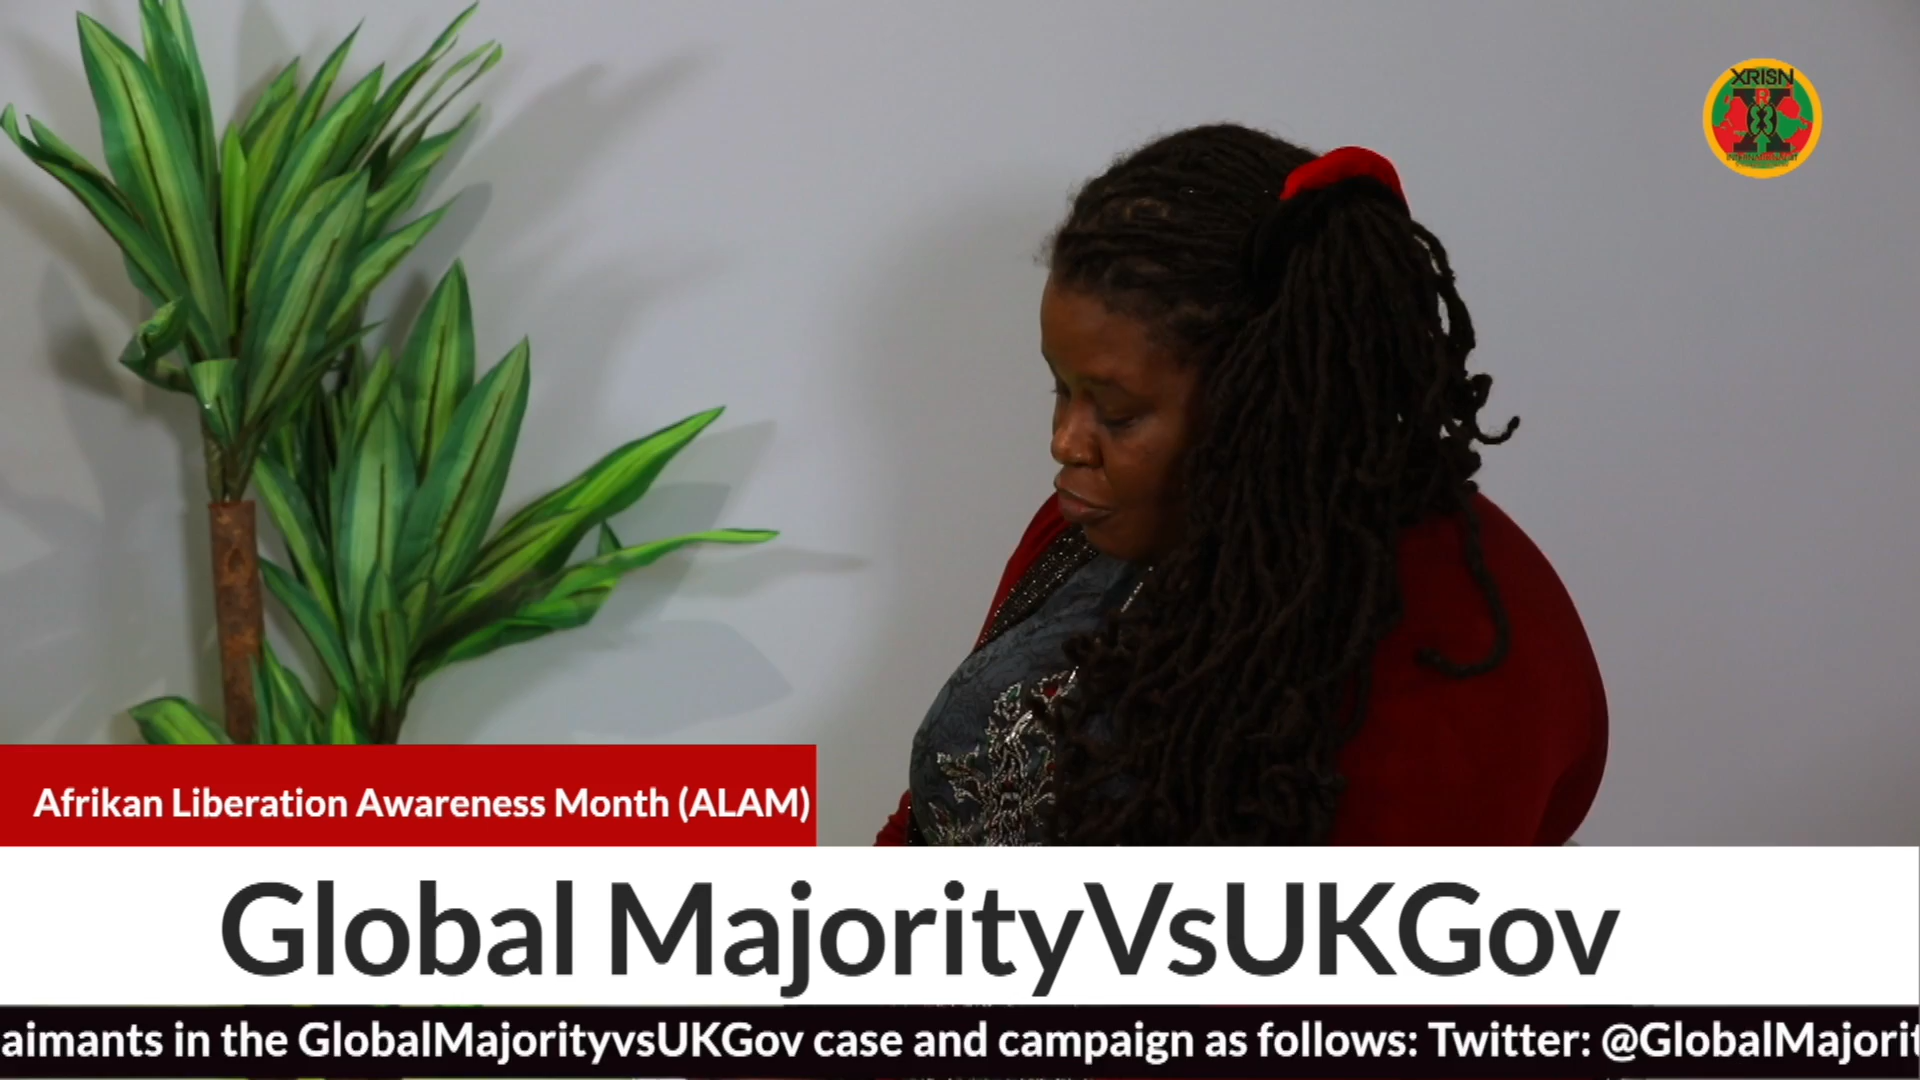 XRISN
Afrikan Liberation Awareness Month (ALAM)
Global MajorityVsUKGov
aimants in the GlobalMajorityvsUKGov case and campaign as follows: Twitter: @GlobalMajorit